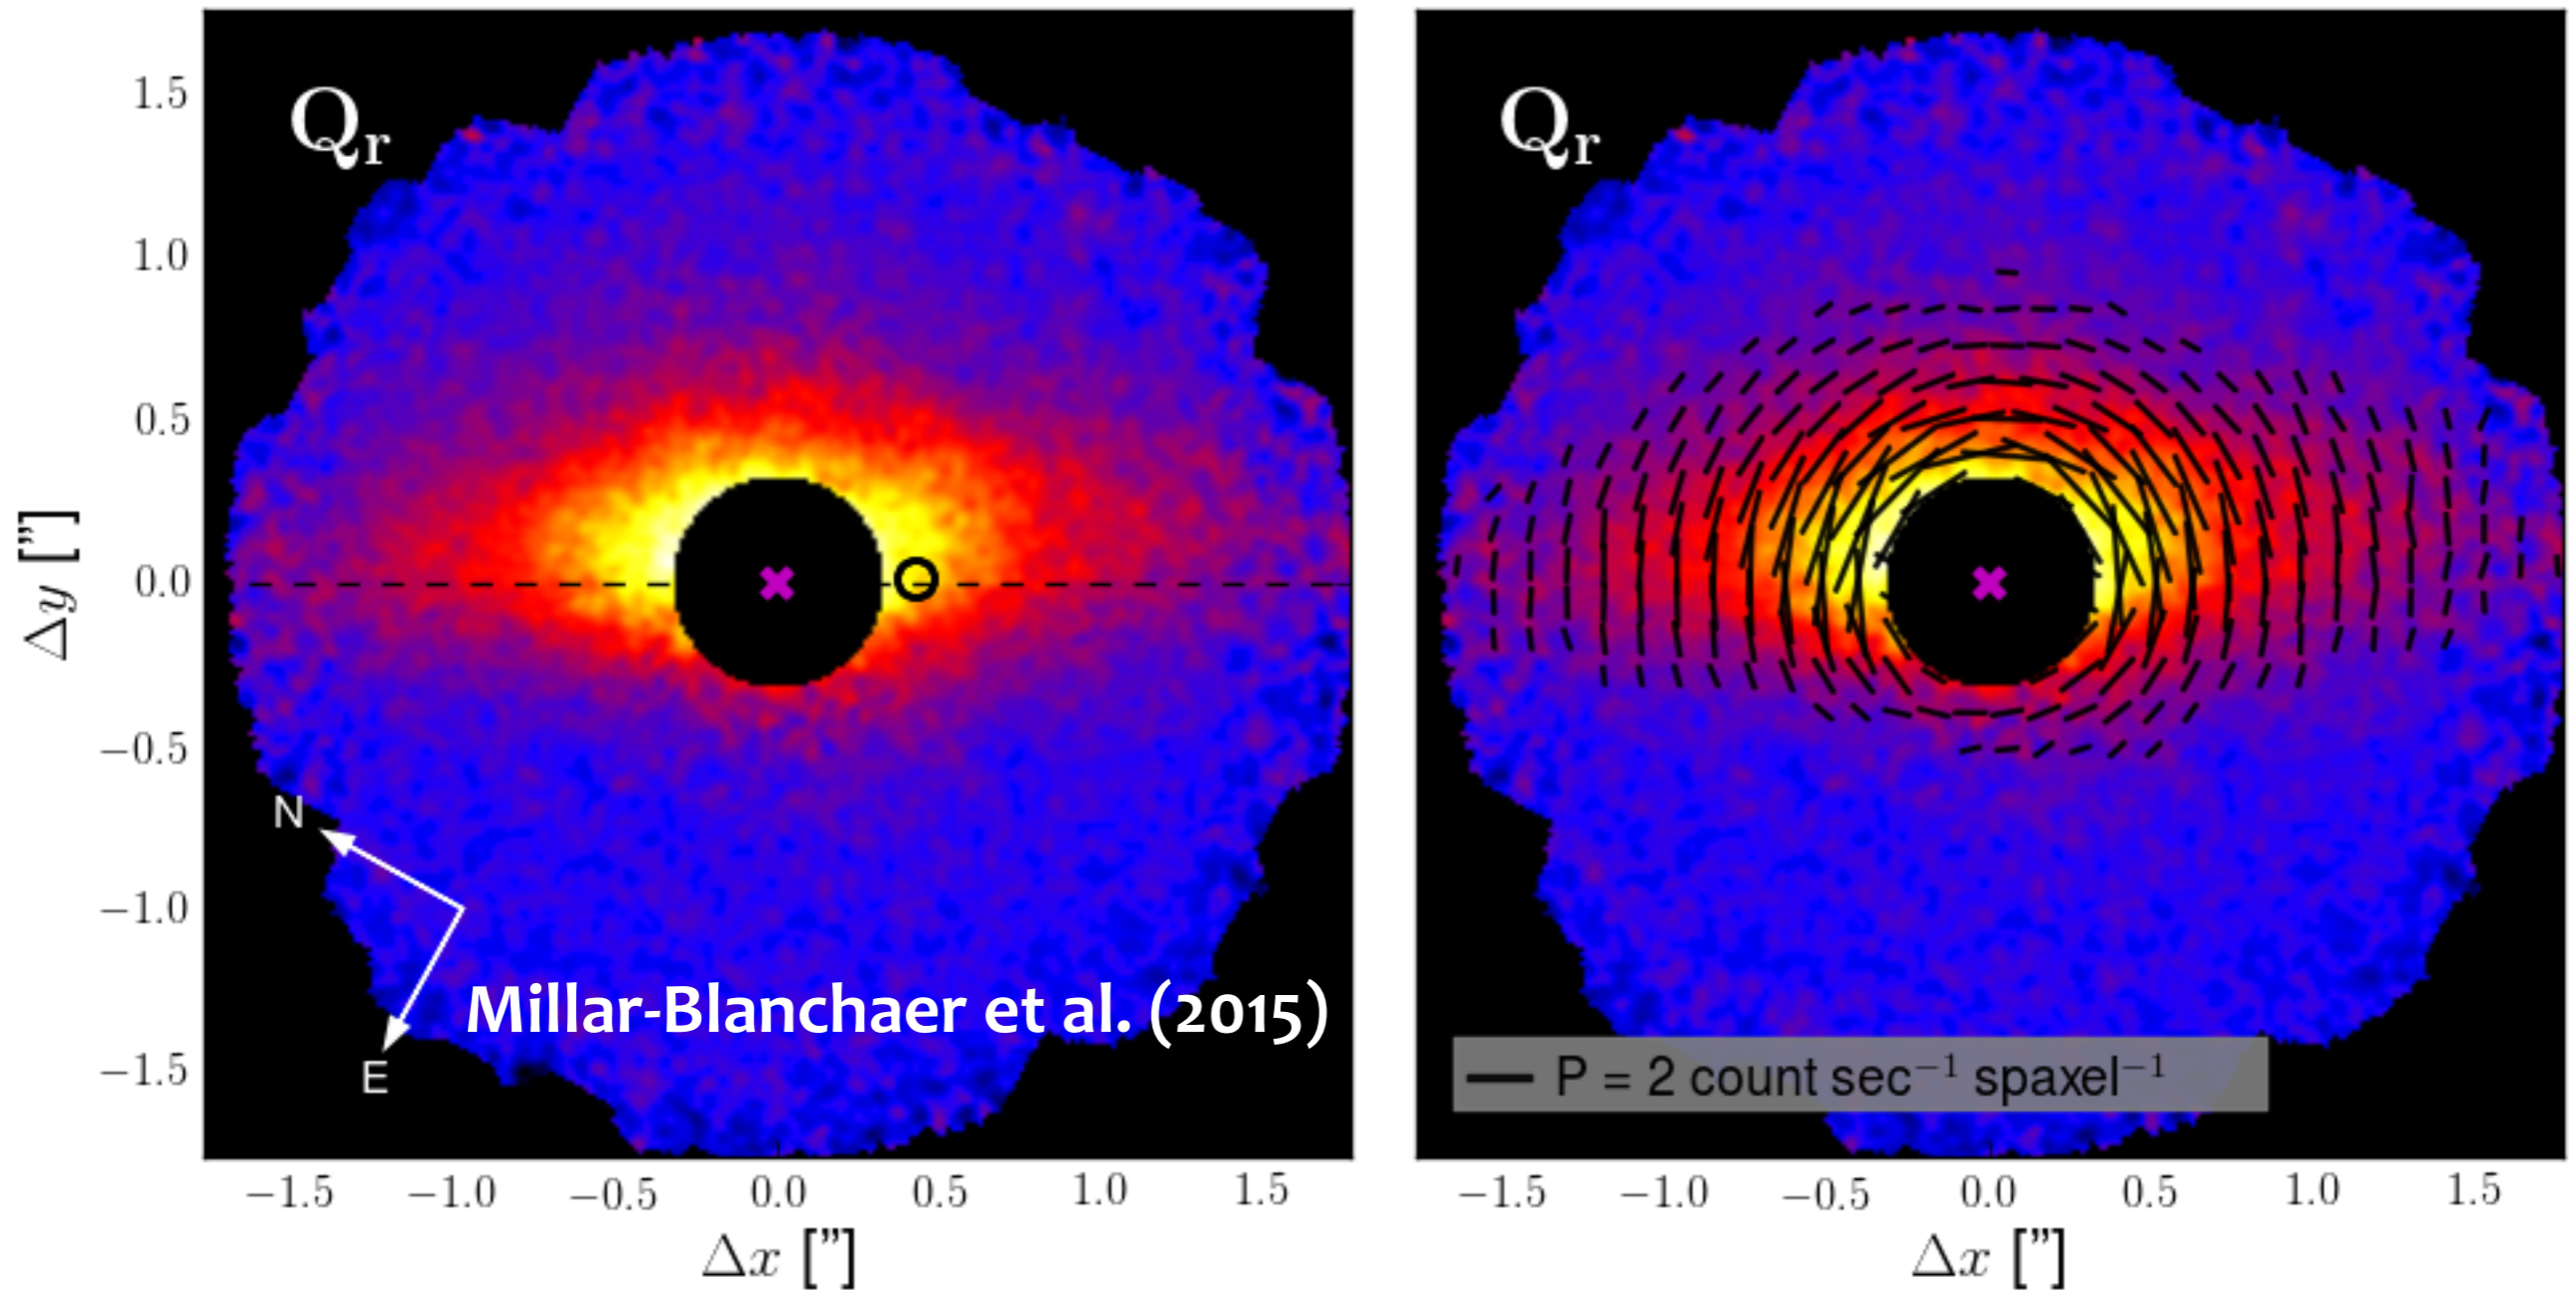 Qr
Qr
1.5
1.0
0.5
0.0
−0.5
−1.0
−1.5
Δy [”]
N
E
Millar-Blanchaer et al. (2015)
P = 2 count sec⁻¹ spaxel⁻¹
−1.5 −1.0 −0.5 0.0 0.5 1.0 1.5
−1.5 −1.0 −0.5 0.0 0.5 1.0 1.5
Δx [”]
Δx [”]